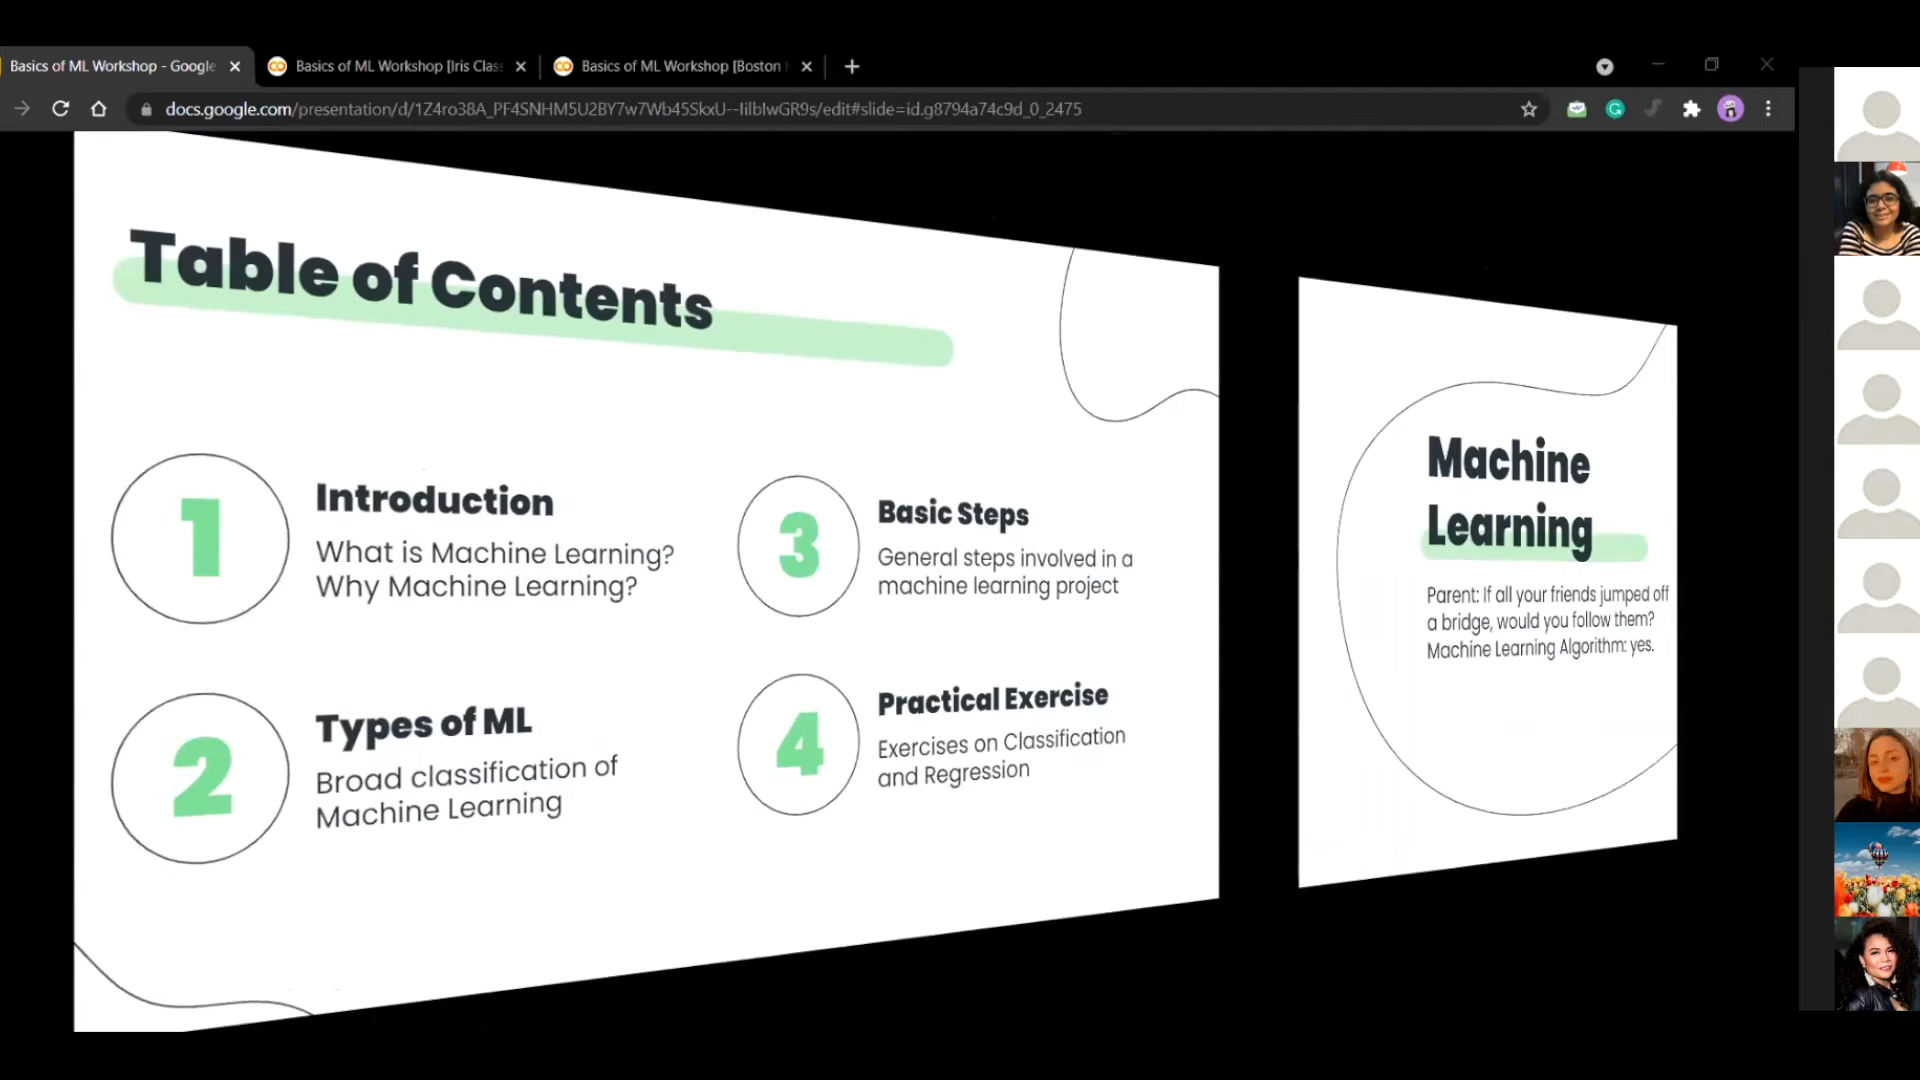 Basics of ML Workshop - Google
Basics of ML Workshop [Iris Clas
Basics of ML Workshop [Boston
docs.google.com/presentation/d/1Z4ro38A_PF4SNHM5U2BY7w7Wb45SkxU--IilbIwGR9s/edit#slide=id.g8794a74c9d_0_2475
Table of Contents
1
Introduction
What is Machine Learning?
Why Machine Learning?
2
Types of ML
Broad classification of
Machine Learning
3
Basic Steps
General steps involved in a
machine learning project
4
Practical Exercise
Exercises on Classification
and Regression
Machine
Learning
Parent: If all your friends jumped off
a bridge, would you follow them?
Machine Learning Algorithm: yes.